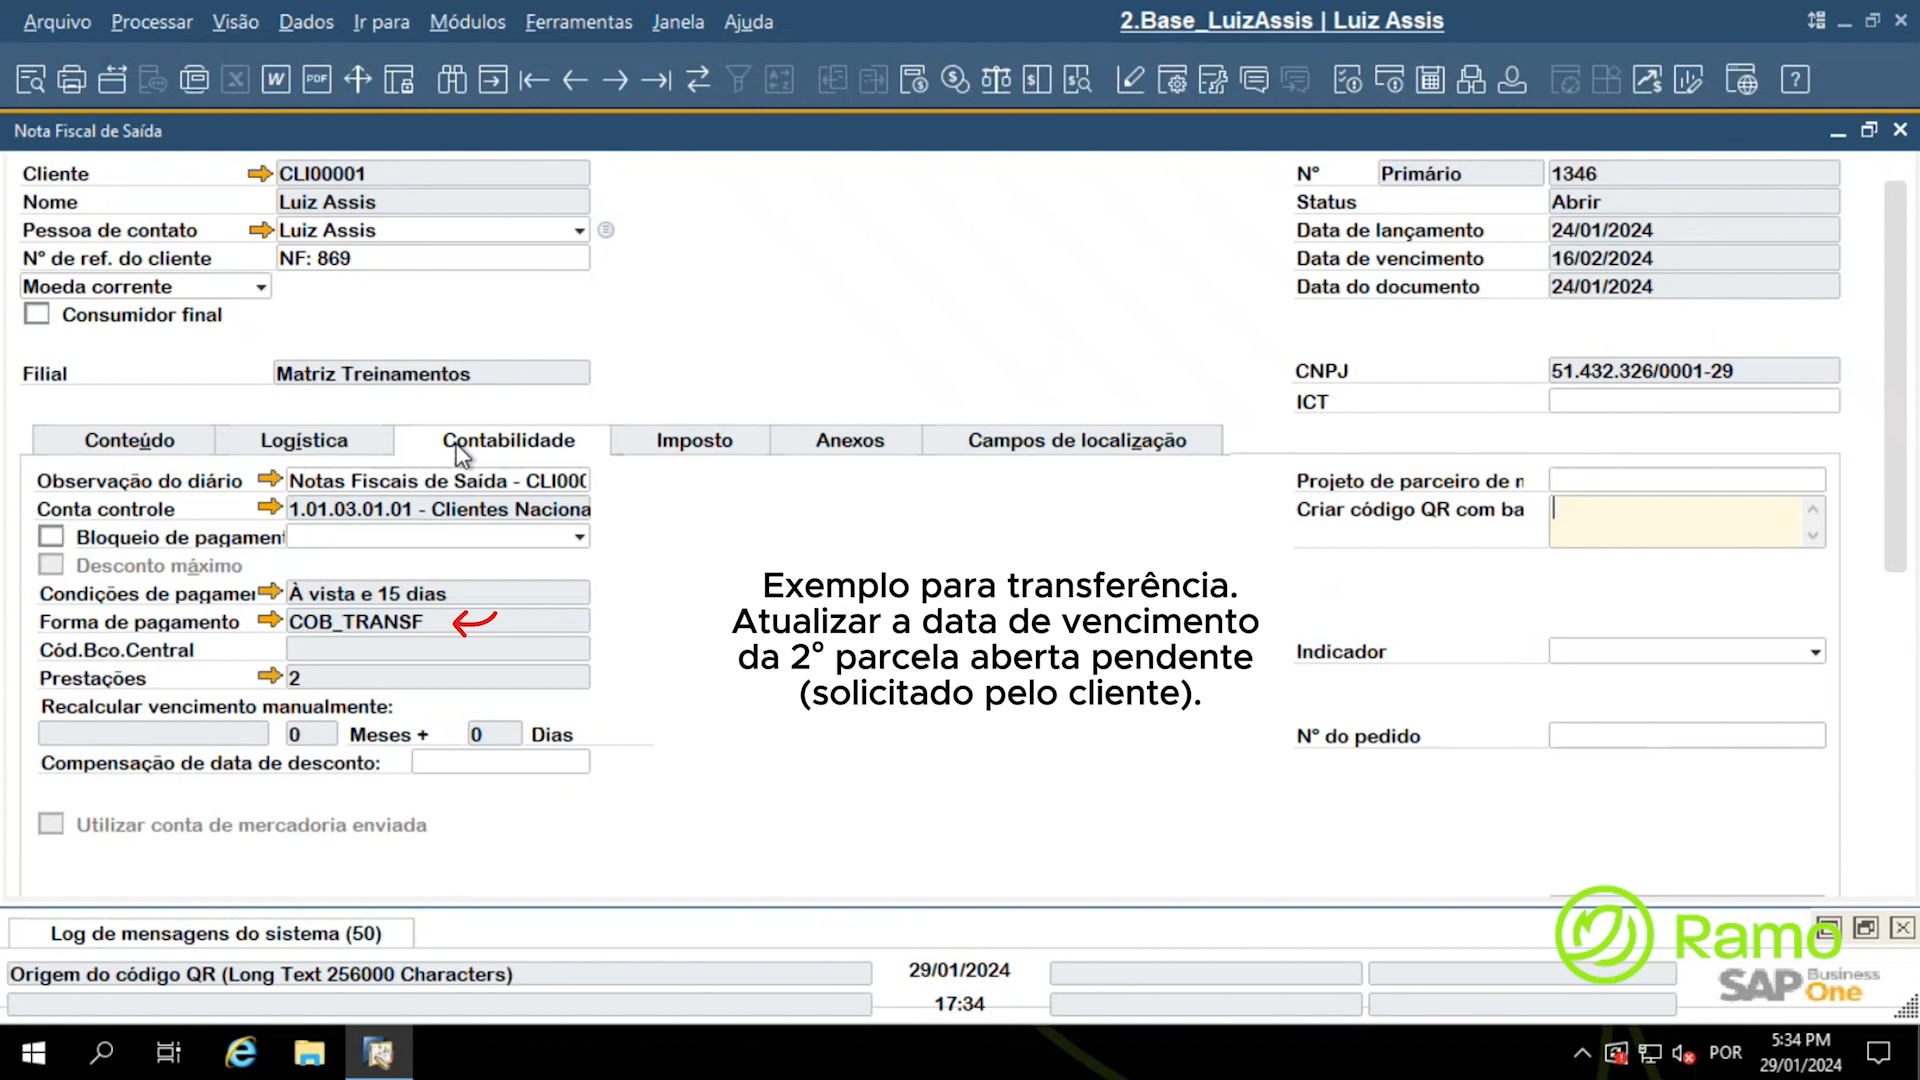 Arquivo Processar Visão Dados Ir para Módulos Ferramentas Janela Ajuda
2.Base_LuizAssis | Luiz Assis
Nota Fiscal de Saída
Cliente CLI00001
Nome Luiz Assis
Pessoa de contato Luiz Assis
N° de ref. do cliente NF: 869
Moeda corrente
Consumidor final
Filial Matriz Treinamentos
N° Primário 1346
Status Abrir
Data de lançamento 24/01/2024
Data de vencimento 16/02/2024
Data do documento 24/01/2024
CNPJ 51.432.326/0001-29
ICT
Conteúdo Logística Contabilidade Imposto Anexos Campos de localização
Observação do diário Notas Fiscais de Saída - CLI000
Conta controle 1.01.03.01.01 - Clientes Naciona
Bloqueio de pagament
Desconto máximo
Condições de pagamer À vista e 15 dias
Forma de pagamento COB_TRANSF
Cód.Bco.Central
Prestações 2
Recalcular vencimento manualmente:
0 Meses + 0 Dias
Compensação de data de desconto:
Utilizar conta de mercadoria enviada
Projeto de parceiro de n
Criar código QR com ba
Indicador
N° do pedido
Exemplo para transferência.
Atualizar a data de vencimento
da 2° parcela aberta pendente
(solicitado pelo cliente).
Log de mensagens do sistema (50)
Origem do código QR (Long Text 256000 Characters)
29/01/2024
17:34
Ramo
SAP Business One
POR
5:34 PM
29/01/2024